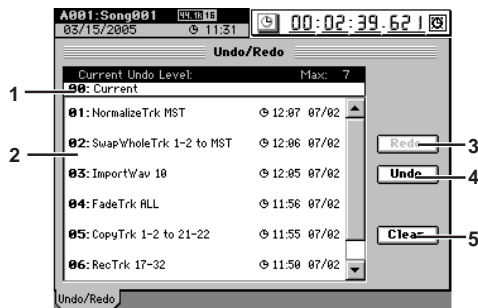 A001:Song001 44.1k 16
03/15/2005 11:31
00:02:39.621
Undo/Redo
Current Undo Level: Max: 7
00: Current
01: NormalizeTrk MST 12:07 07/02
02: SwapWholeTrk 1-2 to MST 12:06 07/02
03: ImportWav 10 12:05 07/02
04: FadeTrk ALL 11:56 07/02
05: CopyTrk 1-2 to 21-22 11:55 07/02
06: RecTrk 17-32 11:50 07/02
Redo
Undo
Clear
Undo/Redo
1
2
3
4
5